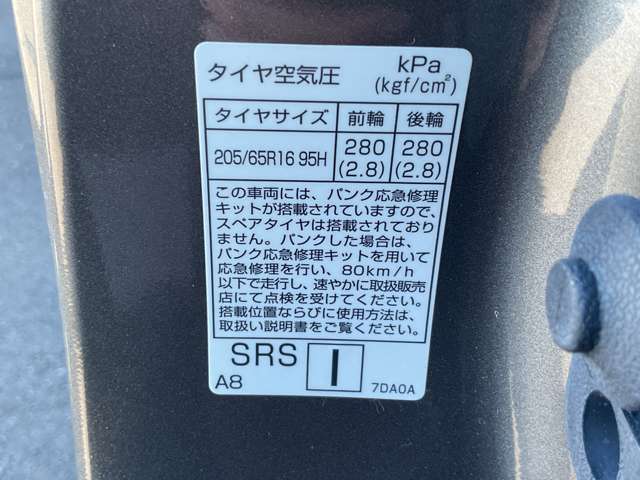 タイヤ空気圧 kPa
(kgf/cm²)
タイヤサイズ 前輪 後輪
205/65R16 95H 280 280
(2.8) (2.8)
この車両には、パンク応急修理
キットが搭載されていますので、
スペアタイヤは搭載されており
ません。パンクした場合は、
パンク応急修理キットを用いて
応急修理を行い、80km/h
以下で走行し、速やかに取扱販売
店にて点検を受けてください。
搭載位置ならびに使用方法は、
取扱い説明書をご覧ください。
SRS I
A8 7DA0A